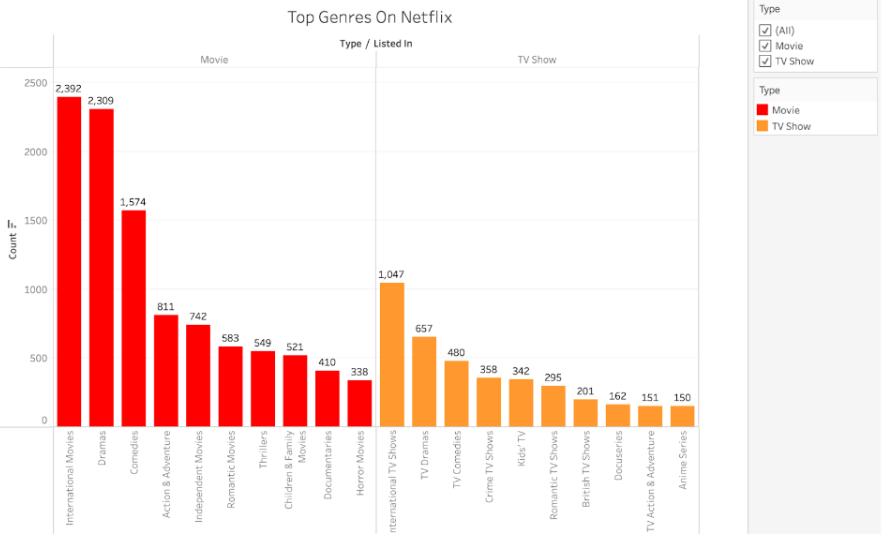 Top Genres On Netflix
Type / Listed In
Movie
TV Show
Count
2500
2000
1500
1000
500
0
2,392
2,309
1,574
811
742
583
549
521
410
338
1,047
657
480
358
342
295
201
162
151
150
International Movies
Dramas
Comedies
Action & Adventure
Independent Movies
Romantic Movies
Thrillers
Children & Family
Movies
Documentaries
Horror Movies
nternational TV Shows
TV Dramas
TV Comedies
Crime TV Shows
Kids' TV
Romantic TV Shows
British TV Shows
Docuseries
TV Action & Adventure
Anime Series
Type
(All)
Movie
TV Show
Type
Movie
TV Show